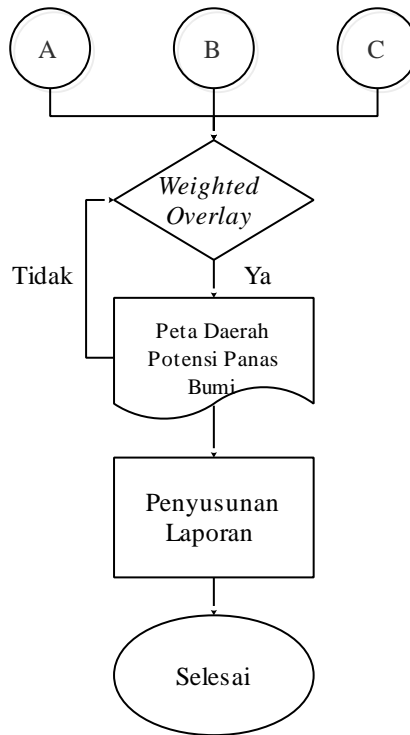 A
B
C
Weighted
Overlay
Tidak
Ya
Peta Daerah
Potensi Panas
Bumi
Penyusunan
Laporan
Selesai